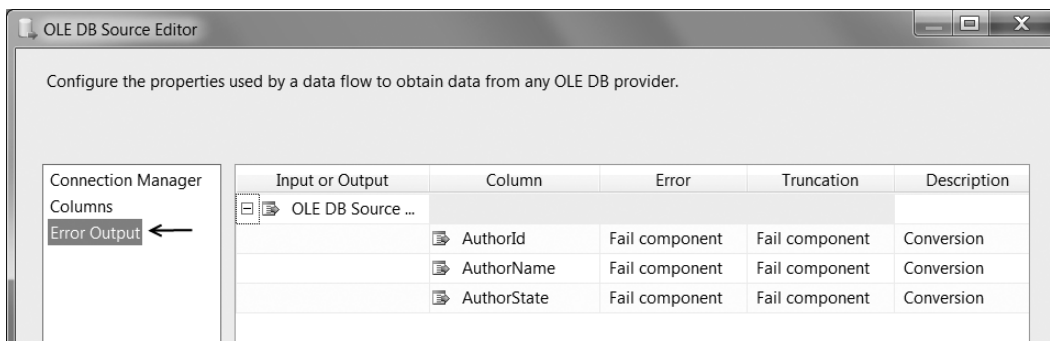 OLE DB Source Editor
Configure the properties used by a data flow to obtain data from any OLE DB provider.
Connection Manager
Columns
Error Output
Input or Output Column Error Truncation Description
OLE DB Source ...
AuthorId Fail component Fail component Conversion
AuthorName Fail component Fail component Conversion
AuthorState Fail component Fail component Conversion